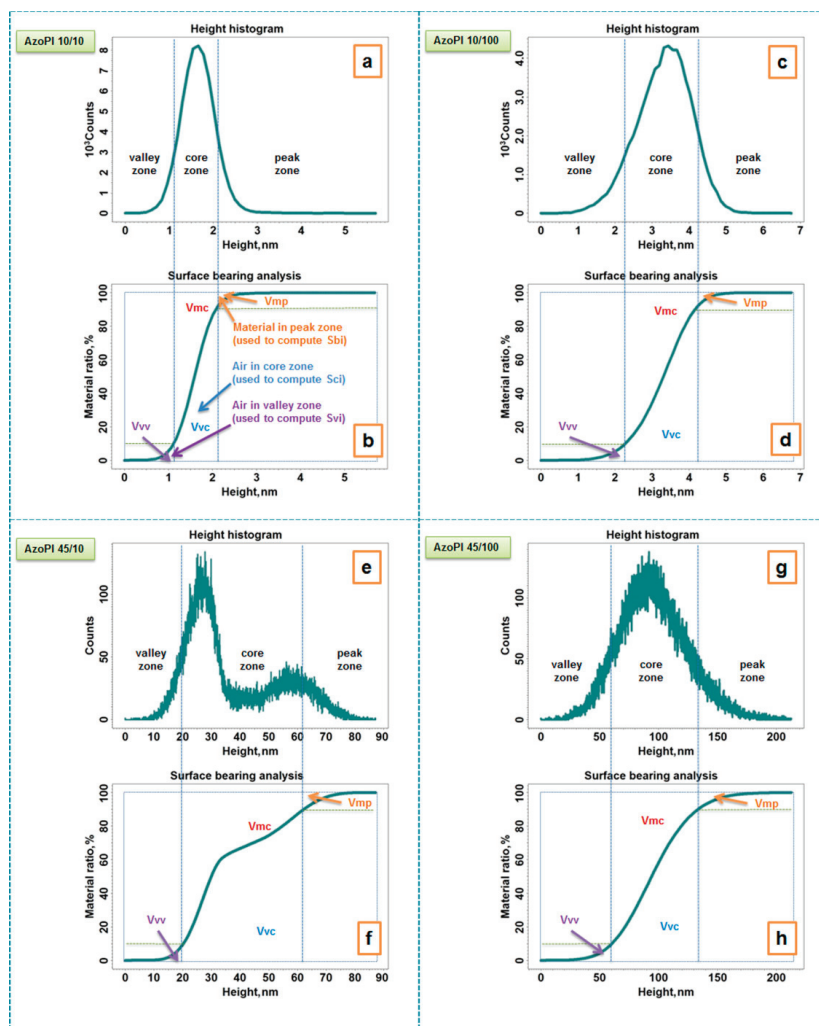 AzoPI 10/10
Height histogram
a
10³Counts
8
7
6
5
4
3
2
1
0
valley
zone
core
zone
peak
zone
0 1 2 3 4 5
Height,nm
Surface bearing analysis
Material ratio,%
100
80
60
40
20
0
Vmc
Vmp
Material in peak zone
(used to compute Sbi)
Air in core zone
(used to compute Sci)
Air in valley zone
(used to compute Svi)
Vvv
Vvc
b
0 1 2 3 4 5
Height,nm
AzoPI 10/100
Height histogram
c
10³Counts
4.0
3.0
2.0
1.0
0
valley
zone
core
zone
peak
zone
0 1 2 3 4 5 6 7
Height,nm
Surface bearing analysis
Material ratio,%
100
80
60
40
20
0
Vmc
Vmp
Vvv
Vvc
d
0 1 2 3 4 5 6 7 8
Height,nm
AzoPI 45/10
Height histogram
e
Counts
100
50
0
valley
zone
core
zone
peak
zone
0 10 20 30 40 50 60 70 80 90
Height,nm
Surface bearing analysis
Material ratio,%
100
80
60
40
20
0
Vmc
Vmp
Vvv
Vvc
f
0 10 20 30 40 50 60 70 80 88
Height,nm
AzoPI 45/100
Height histogram
g
Counts
100
50
0
valley
zone
core
zone
peak
zone
0 50 100 150 200
Height,nm
Surface bearing analysis
Material ratio,%
100
80
60
40
20
0
Vmc
Vmp
Vvv
Vvc
h
0 50 100 150 200
Height,nm